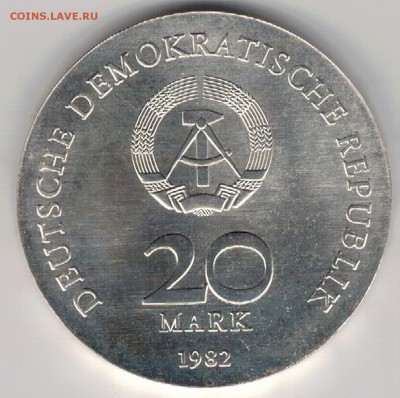 COINS.LAVE.RU
DEUTSCHE DEMOKRATISCHE REPUBLIK
20
MARK
1982